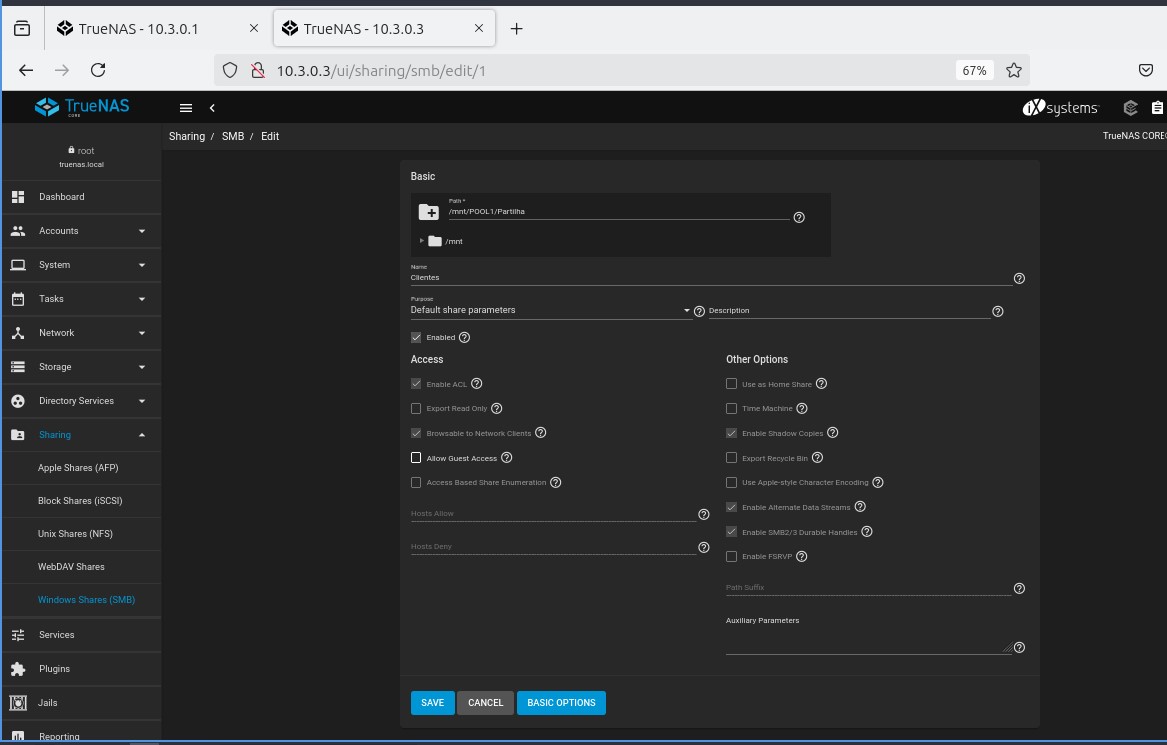 TrueNAS - 10.3.0.1
TrueNAS - 10.3.0.3
10.3.0.3/ui/sharing/smb/edit/1
67%
TrueNAS
CORE
iXsystems
Sharing / SMB / Edit
TrueNAS CORE
root
truenas.local
Dashboard
Accounts
System
Tasks
Network
Storage
Directory Services
Sharing
Apple Shares (AFP)
Block Shares (iSCSI)
Unix Shares (NFS)
WebDAV Shares
Windows Shares (SMB)
Services
Plugins
Jails
Reporting
Basic
Path *
/mnt/POOL1/Partilha
/mnt
Name
Clientes
Purpose
Default share parameters
Description
Enabled
Access
Enable ACL
Export Read Only
Browsable to Network Clients
Allow Guest Access
Access Based Share Enumeration
Hosts Allow
Hosts Deny
Other Options
Use as Home Share
Time Machine
Enable Shadow Copies
Export Recycle Bin
Use Apple-style Character Encoding
Enable Alternate Data Streams
Enable SMB2/3 Durable Handles
Enable FSRVP
Path Suffix
Auxiliary Parameters
SAVE
CANCEL
BASIC OPTIONS